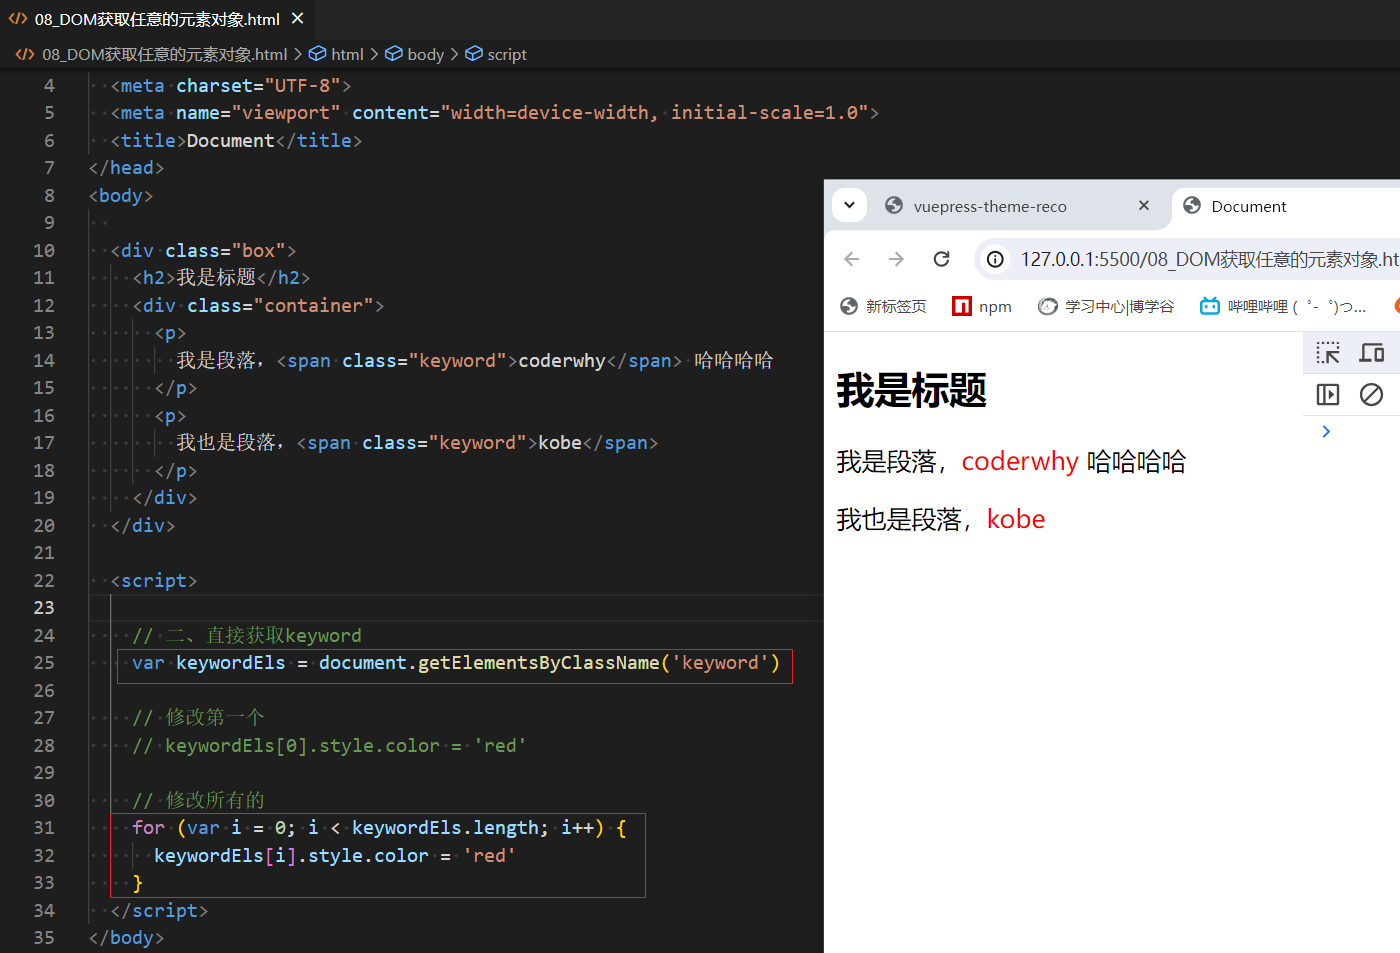 08_DOM获取任意的元素对象.html
08_DOM获取任意的元素对象.html > html > body > script
4 <meta charset="UTF-8">
5 <meta name="viewport" content="width=device-width, initial-scale=1.0">
6 <title>Document</title>
7 </head>
8 <body>
9
10 <div class="box">
11 <h2>我是标题</h2>
12 <div class="container">
13 <p>
14 我是段落，<span class="keyword">coderwhy</span> 哈哈哈哈
15 </p>
16 <p>
17 我也是段落，<span class="keyword">kobe</span>
18 </p>
19 </div>
20 </div>
21
22 <script>
23
24 // 二、直接获取keyword
25 var keywordEls = document.getElementsByClassName('keyword')
26
27 // 修改第一个
28 // keywordEls[0].style.color = 'red'
29
30 // 修改所有的
31 for (var i = 0; i < keywordEls.length; i++) {
32 keywordEls[i].style.color = 'red'
33 }
34 </script>
35 </body>
vuepress-theme-reco
Document
127.0.0.1:5500/08_DOM获取任意的元素对象.ht
新标签页 npm 学习中心|博学谷 哔哩哔哩 (゜-゜)つ...
我是标题
我是段落，coderwhy 哈哈哈哈
我也是段落，kobe